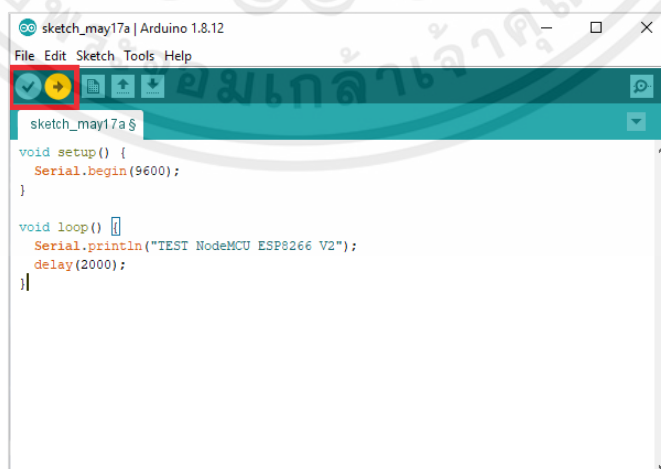 sketch_may17a | Arduino 1.8.12
File Edit Sketch Tools Help
sketch_may17a §
void setup() {
  Serial.begin(9600);
}
void loop() {
  Serial.println("TEST NodeMCU ESP8266 V2");
  delay(2000);
}